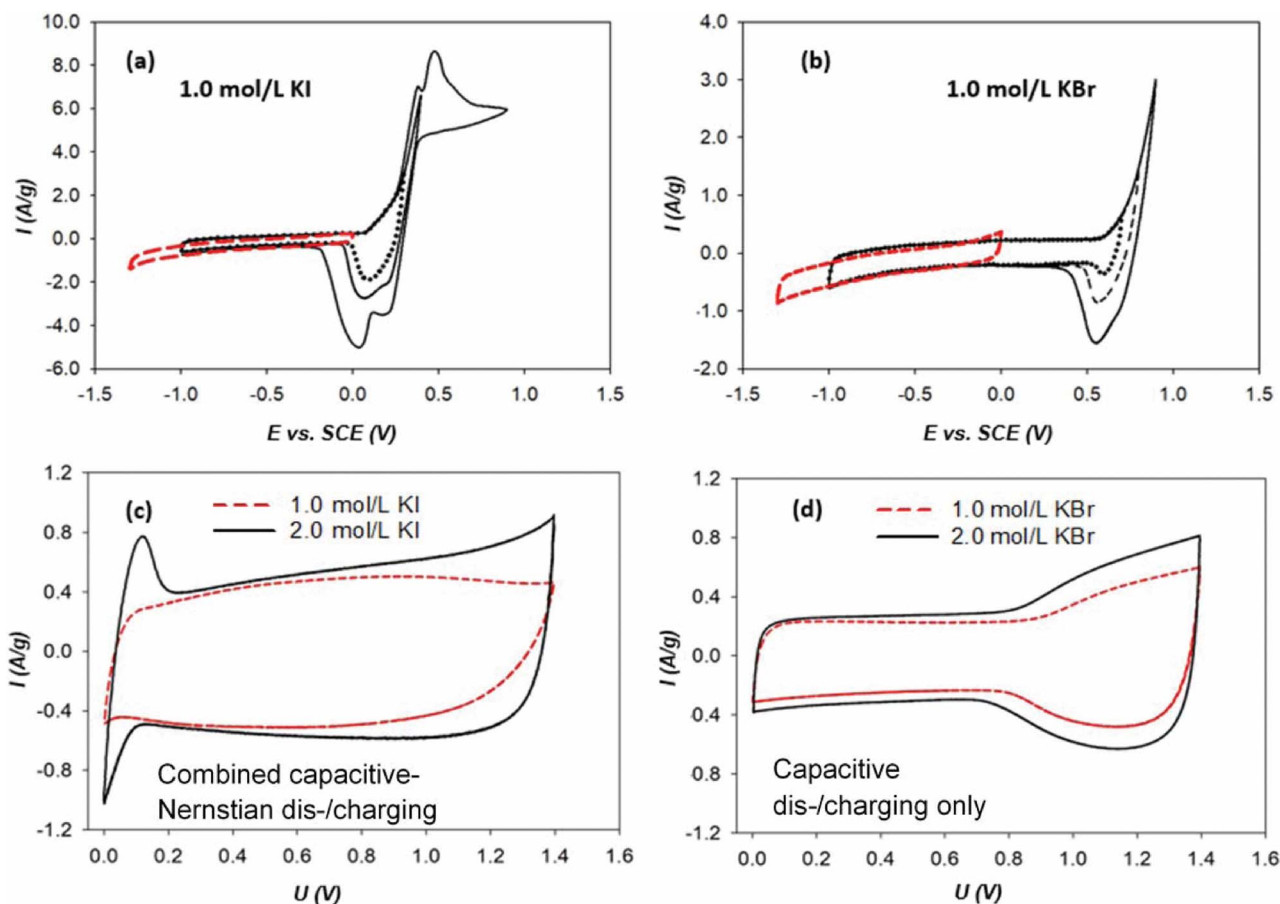 (a)
1.0 mol/L KI
I (A/g)
10.0
8.0
6.0
4.0
2.0
0.0
-2.0
-4.0
-6.0
-1.5
-1.0
-0.5
0.0
0.5
1.0
1.5
E vs. SCE (V)
(b)
1.0 mol/L KBr
I (A/g)
4.0
3.0
2.0
1.0
0.0
-1.0
-2.0
-1.5
-1.0
-0.5
0.0
0.5
1.0
1.5
E vs. SCE (V)
(c)
1.0 mol/L KI
2.0 mol/L KI
I (A/g)
1.2
0.8
0.4
0.0
-0.4
-0.8
-1.2
Combined capacitive-
Nernstian dis-/charging
0.0
0.2
0.4
0.6
0.8
1.0
1.2
1.4
1.6
U (V)
(d)
1.0 mol/L KBr
2.0 mol/L KBr
I (A/g)
1.2
0.8
0.4
0.0
0.4
-0.8
-1.2
Capacitive
dis-/charging only
0.0
0.2
0.4
0.6
0.8
1.0
1.2
1.4
1.6
U (V)